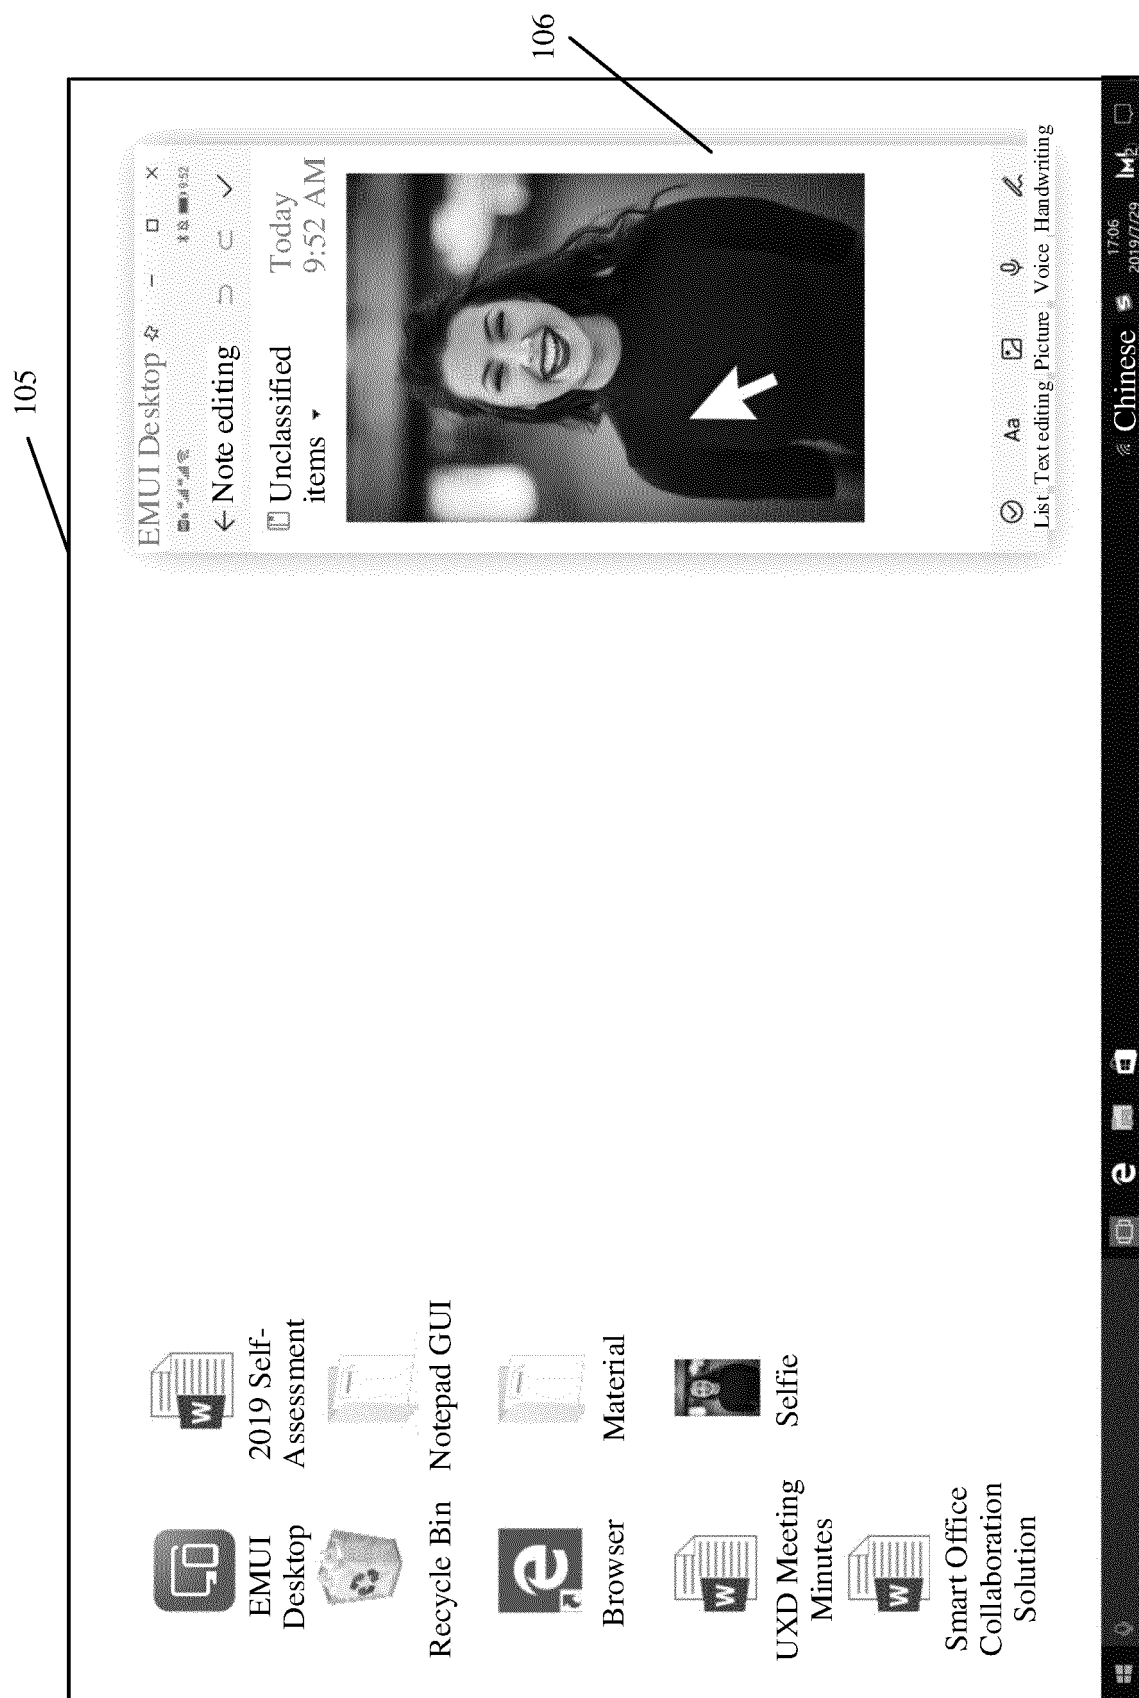 105
106
EMUI
Desktop
2019 Self-
Assessment
Recycle Bin
Notepad GUI
Browser
Material
UXD Meeting
Minutes
Selfie
Smart Office
Collaboration
Solution
EMUI Desktop
9:52
Note editing
Unclassified
items
Today
9:52 AM
Aa
List Text editing Picture Voice Handwriting
Chinese
17:06
2019/7/29